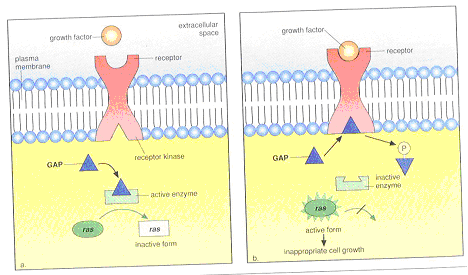 growth factor
extracellular
space
plasma
membrane
receptor
receptor kinase
GAP
active enzyme
ras
ras
inactive form
a.
growth factor
receptor
GAP
P
inactive
enzyme
ras
active form
inappropriate cell growth
b.